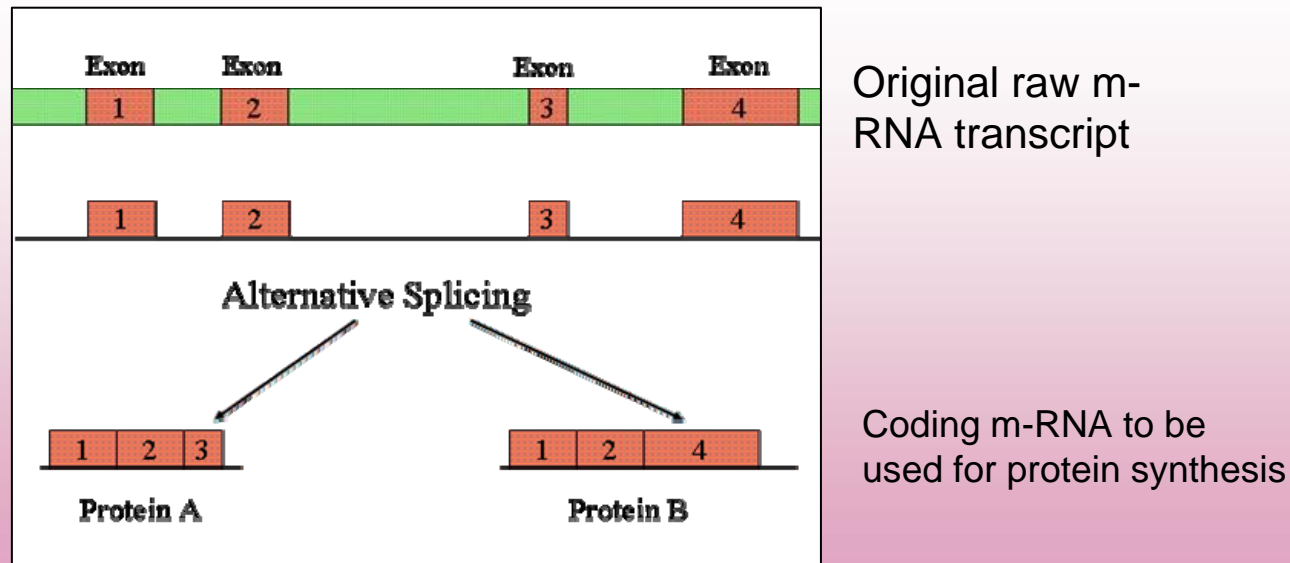 Exon Exon Exon Exon
1 2 3 4
Original raw m-
RNA transcript
1 2 3 4
Alternative Splicing
1 2 3
1 2 4
Protein A
Protein B
Coding m-RNA to be
used for protein synthesis